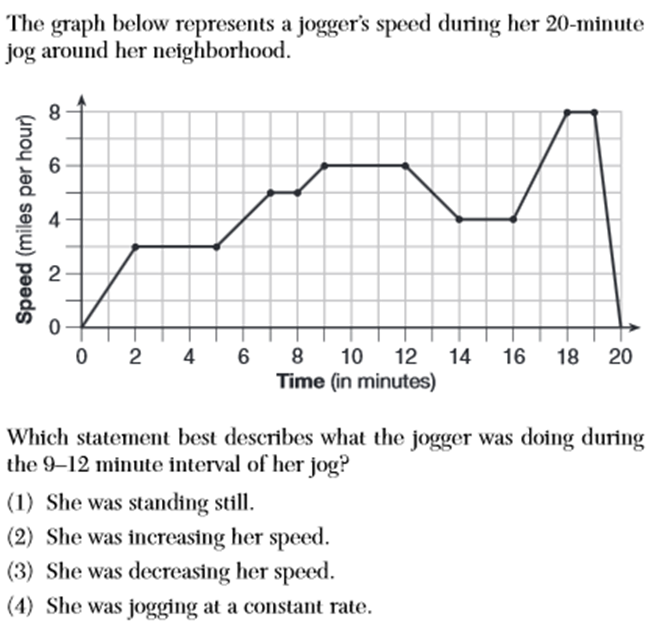 The graph below represents a jogger's speed during her 20-minute
jog around her neighborhood.
Speed (miles per hour)
8
6
4
2
0
0 2 4 6 8 10 12 14 16 18 20
Time (in minutes)
Which statement best describes what the jogger was doing during
the 9–12 minute interval of her jog?
(1) She was standing still.
(2) She was increasing her speed.
(3) She was decreasing her speed.
(4) She was jogging at a constant rate.